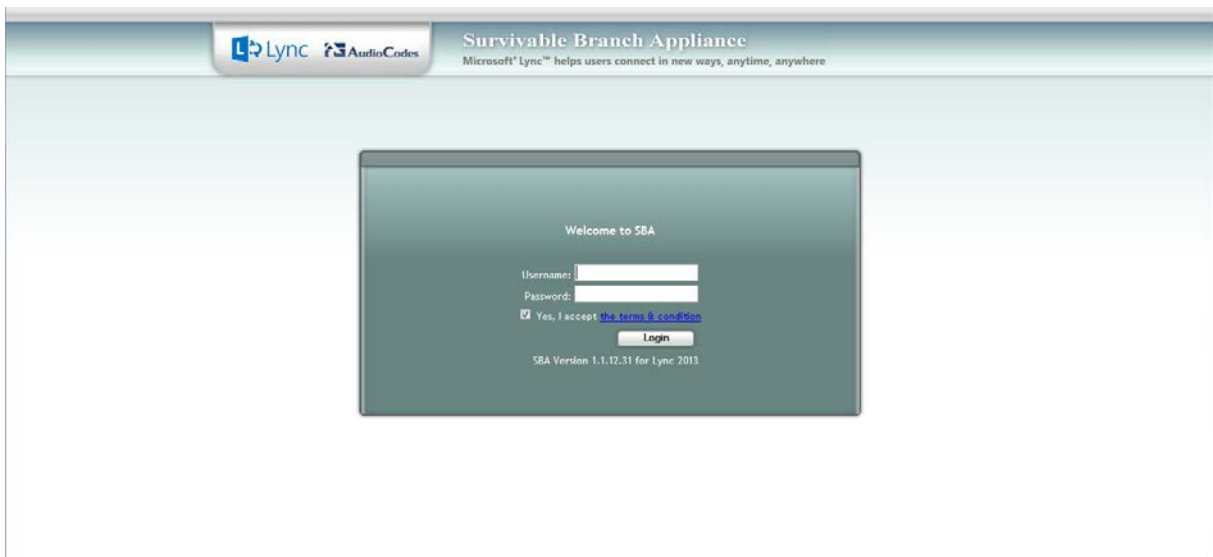 Lync AudioCodes
Survivable Branch Appliance
Microsoft® Lync™ helps users connect in new ways, anytime, anywhere
Welcome to SBA
Username:
Password:
Yes, I accept the terms & condition
Login
SBA Version 1.1.12.31 for Lync 2013